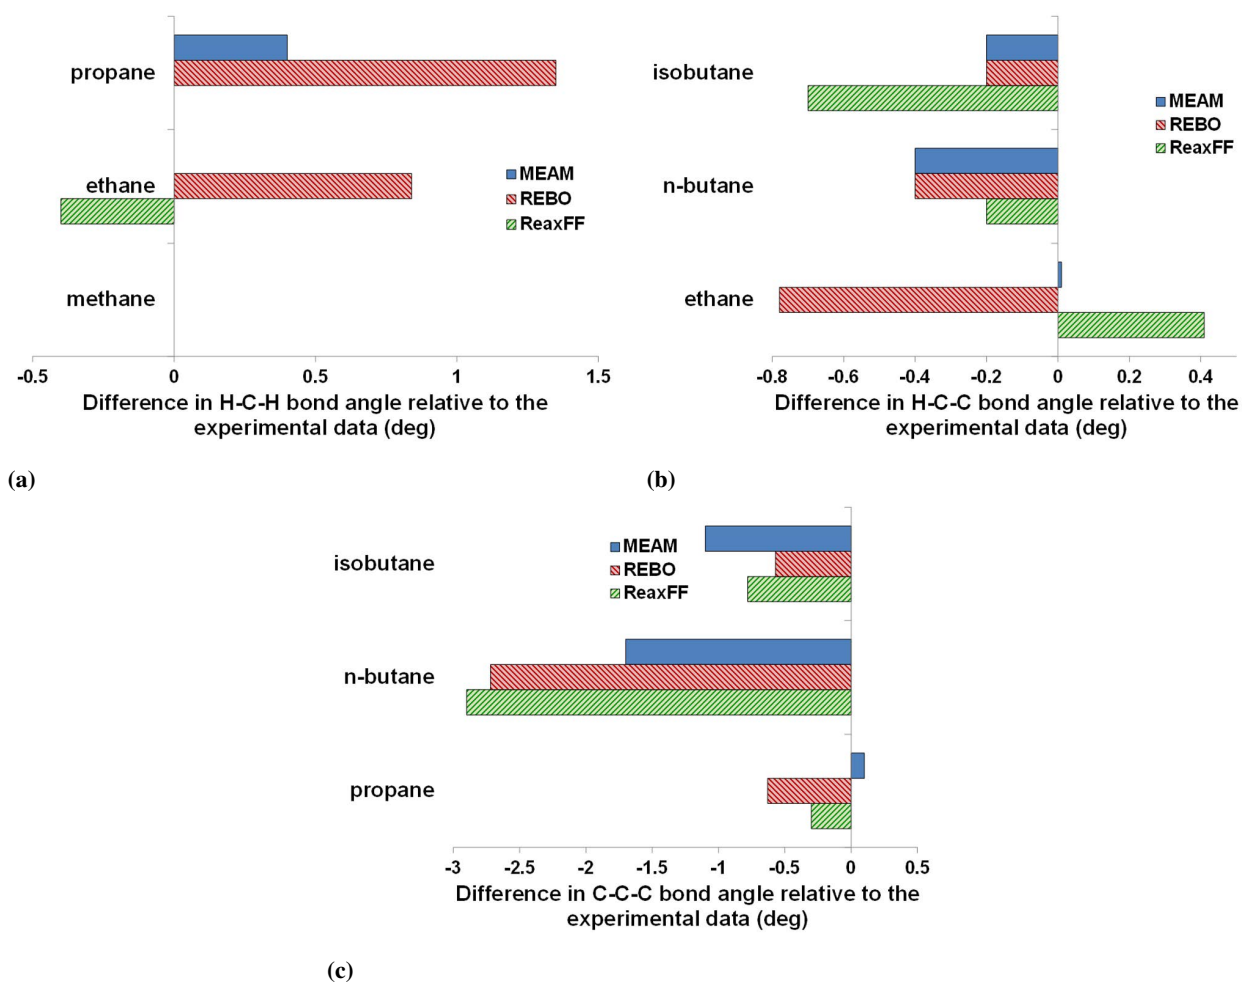 propane
ethane
methane
MEAM
REBO
ReaxFF
-0.5 0 0.5 1 1.5
Difference in H-C-H bond angle relative to the
experimental data (deg)
(a)
isobutane
n-butane
ethane
MEAM
REBO
ReaxFF
-0.8 -0.6 -0.4 -0.2 0 0.2 0.4
Difference in H-C-C bond angle relative to the
experimental data (deg)
(b)
isobutane
n-butane
propane
MEAM
REBO
ReaxFF
-3 -2.5 -2 -1.5 -1 -0.5 0 0.5
Difference in C-C-C bond angle relative to the
experimental data (deg)
(c)